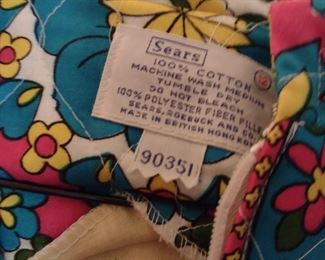 Sears
100% COTTON
MACHINE WASH MEDIUM
TUMBLE DRY
DO NOT BLEACH
100% POLYESTER FIBER FILL
SEARS, ROEBUCK AND CO.
MADE IN BRITISH HONG KONG
90351